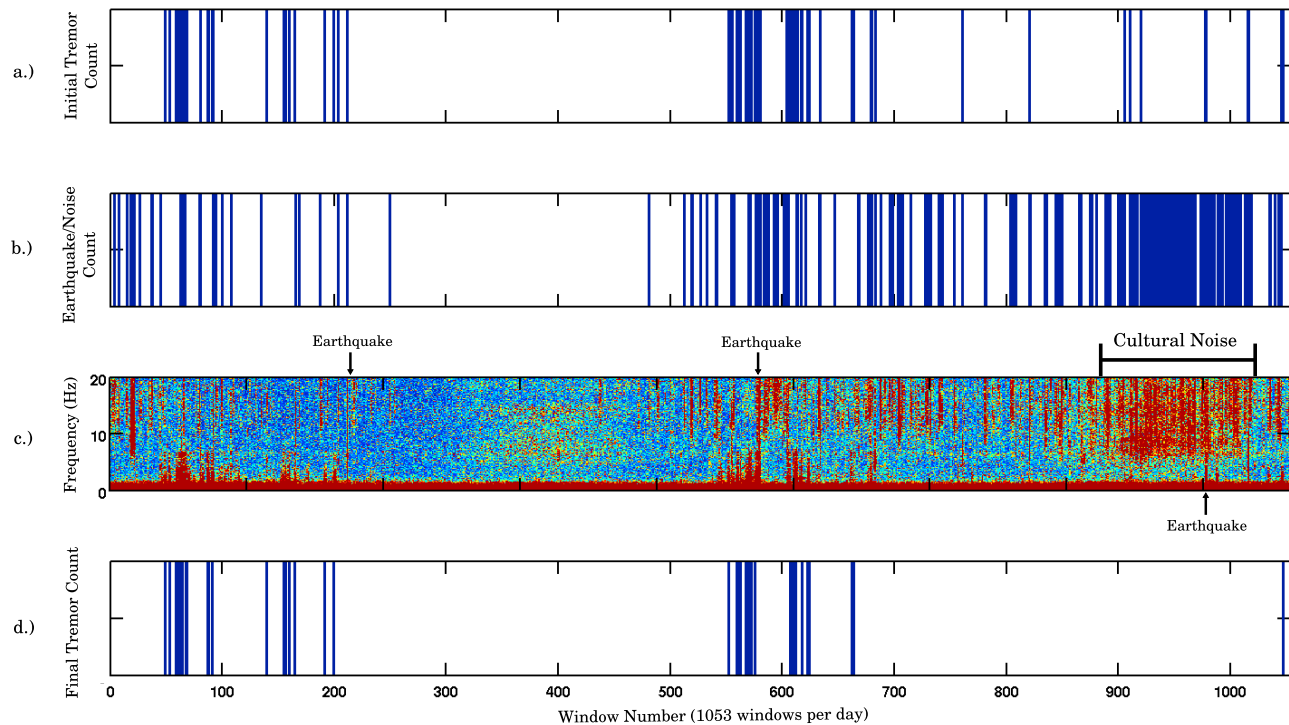 a.)
Initial Tremor
Count
b.)
Earthquake/Noise
Count
Earthquake
Earthquake
Cultural Noise
c.)
Frequency (Hz)
20
10
0
Earthquake
d.)
Final Tremor Count
0 100 200 300 400 500 600 700 800 900 1000
Window Number (1053 windows per day)